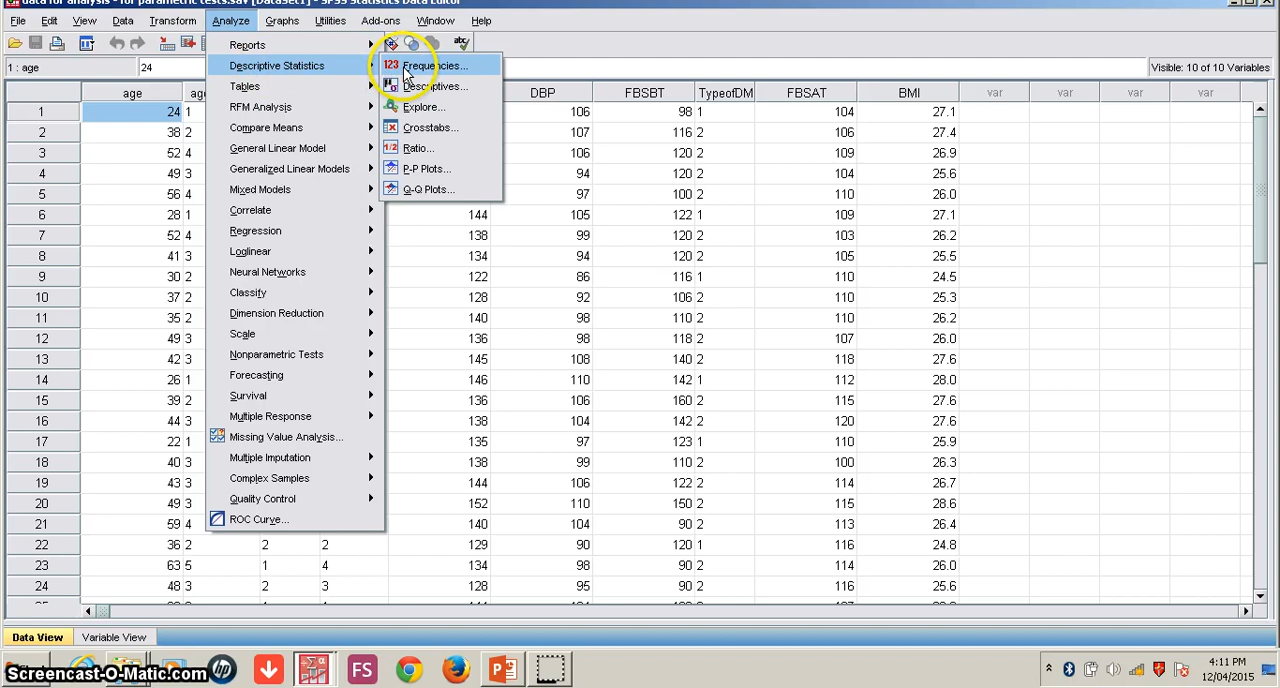 data for analysis - for parametric tests.sav [DataSet1] - SPSS Statistics Data Editor
File Edit View Data Transform Analyze Graphs Utilities Add-ons Window Help
1 : age 24 Visible: 10 of 10 Variables
Reports
Descriptive Statistics
Tables
RFM Analysis
Compare Means
General Linear Model
Generalized Linear Models
Mixed Models
Correlate
Regression
Loglinear
Neural Networks
Classify
Dimension Reduction
Scale
Nonparametric Tests
Forecasting
Survival
Multiple Response
Missing Value Analysis...
Multiple Imputation
Complex Samples
Quality Control
ROC Curve...
123 Frequencies...
Descriptives...
Explore...
Crosstabs...
1/2 Ratio...
P-P Plots...
Q-Q Plots...
age DBP FBSBT TypeofDM FBSAT BMI var var var
1 24 1 106 98 1 104 27.1
2 38 2 107 116 2 106 27.4
3 52 4 106 120 2 109 26.9
4 49 3 94 120 2 104 25.6
5 56 4 97 100 2 110 26.0
6 28 1 144 105 122 1 109 27.1
7 52 4 138 99 120 2 103 26.2
8 41 3 134 94 120 2 105 25.5
9 30 2 122 86 116 1 110 24.5
10 37 2 128 92 106 2 110 25.3
11 35 2 140 98 110 2 110 26.2
12 49 3 136 98 118 2 107 26.0
13 42 3 145 108 140 2 118 27.6
14 26 1 146 110 142 1 112 28.0
15 39 2 136 106 160 2 115 27.6
16 44 3 138 104 142 2 120 27.6
17 22 1 135 97 123 1 110 25.9
18 40 3 138 99 110 2 100 26.2
19 43 3 144 106 122 2 114 26.7
20 49 3 152 110 150 2 115 28.6
21 59 4 140 104 90 2 113 26.4
22 36 2 2 2 129 90 120 1 116 24.8
23 63 5 1 4 134 98 90 2 114 26.0
24 48 3 2 3 128 95 90 2 116 25.6
Data View Variable View
Screencast-O-Matic.com
hp
FS
4:11 PM
12/04/2015